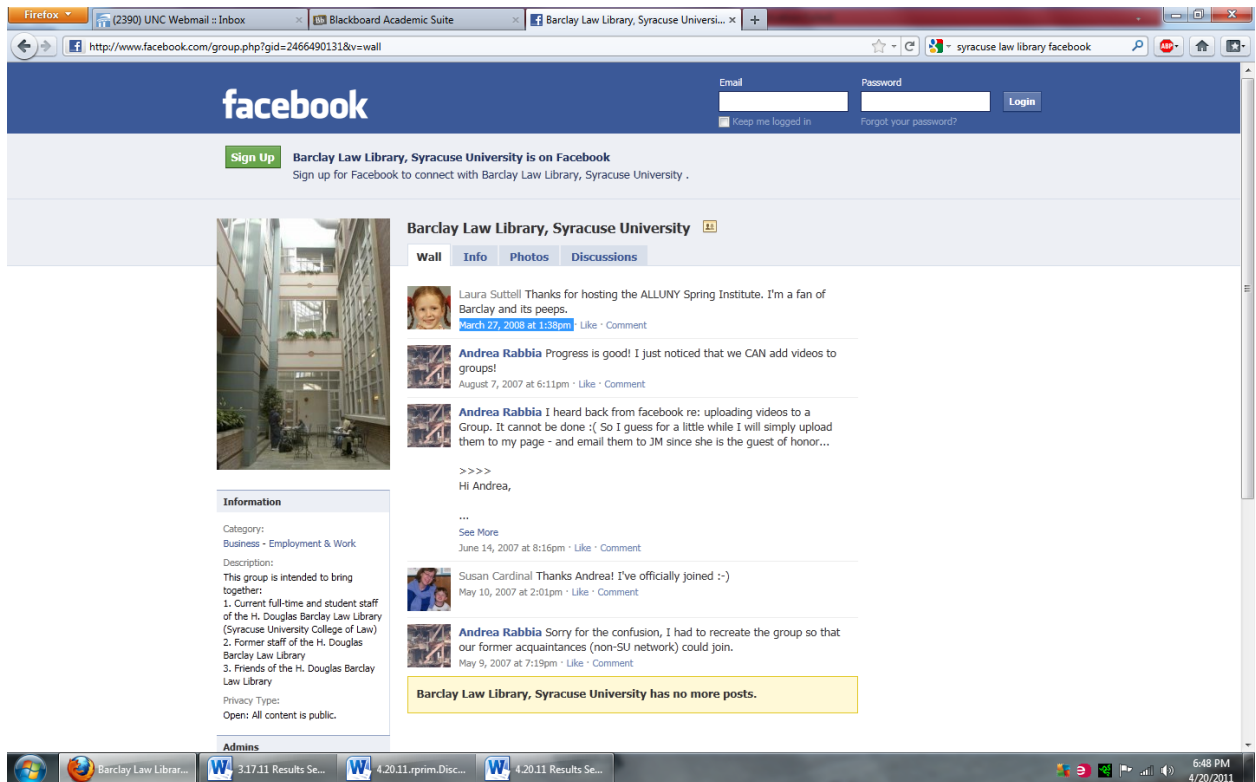 Firefox
(2390) UNC Webmail :: Inbox
Bb Blackboard Academic Suite
Barclay Law Library, Syracuse Universi...
http://www.facebook.com/group.php?gid=2466490131&v=wall
syracuse law library facebook
ABP
facebook
Email
Password
Login
Keep me logged in
Forgot your password?
Sign Up
Barclay Law Library, Syracuse University is on Facebook
Sign up for Facebook to connect with Barclay Law Library, Syracuse University .
Barclay Law Library, Syracuse University
Wall Info Photos Discussions
Laura Suttell Thanks for hosting the ALLUNY Spring Institute. I'm a fan of
Barclay and its peeps.
March 27, 2008 at 1:38pm · Like · Comment
Andrea Rabbia Progress is good! I just noticed that we CAN add videos to
groups!
August 7, 2007 at 6:11pm · Like · Comment
Andrea Rabbia I heard back from facebook re: uploading videos to a
Group. It cannot be done :( So I guess for a little while I will simply upload
them to my page - and email them to JM since she is the guest of honor...
>>>>
Hi Andrea,
...
See More
June 14, 2007 at 8:16pm · Like · Comment
Susan Cardinal Thanks Andrea! I've officially joined :-)
May 10, 2007 at 2:01pm · Like · Comment
Andrea Rabbia Sorry for the confusion, I had to recreate the group so that
our former acquaintances (non-SU network) could join.
May 9, 2007 at 7:19pm · Like · Comment
Barclay Law Library, Syracuse University has no more posts.
Information
Category:
Business - Employment & Work
Description:
This group is intended to bring
together:
1. Current full-time and student staff
of the H. Douglas Barclay Law Library
(Syracuse University College of Law)
2. Former staff of the H. Douglas
Barclay Law Library
3. Friends of the H. Douglas Barclay
Law Library
Privacy Type:
Open: All content is public.
Admins
Barclay Law Librar...
3.17.11 Results Se...
4.20.11.rprim.Disc...
4.20.11 Results Se...
6:48 PM
4/20/2011